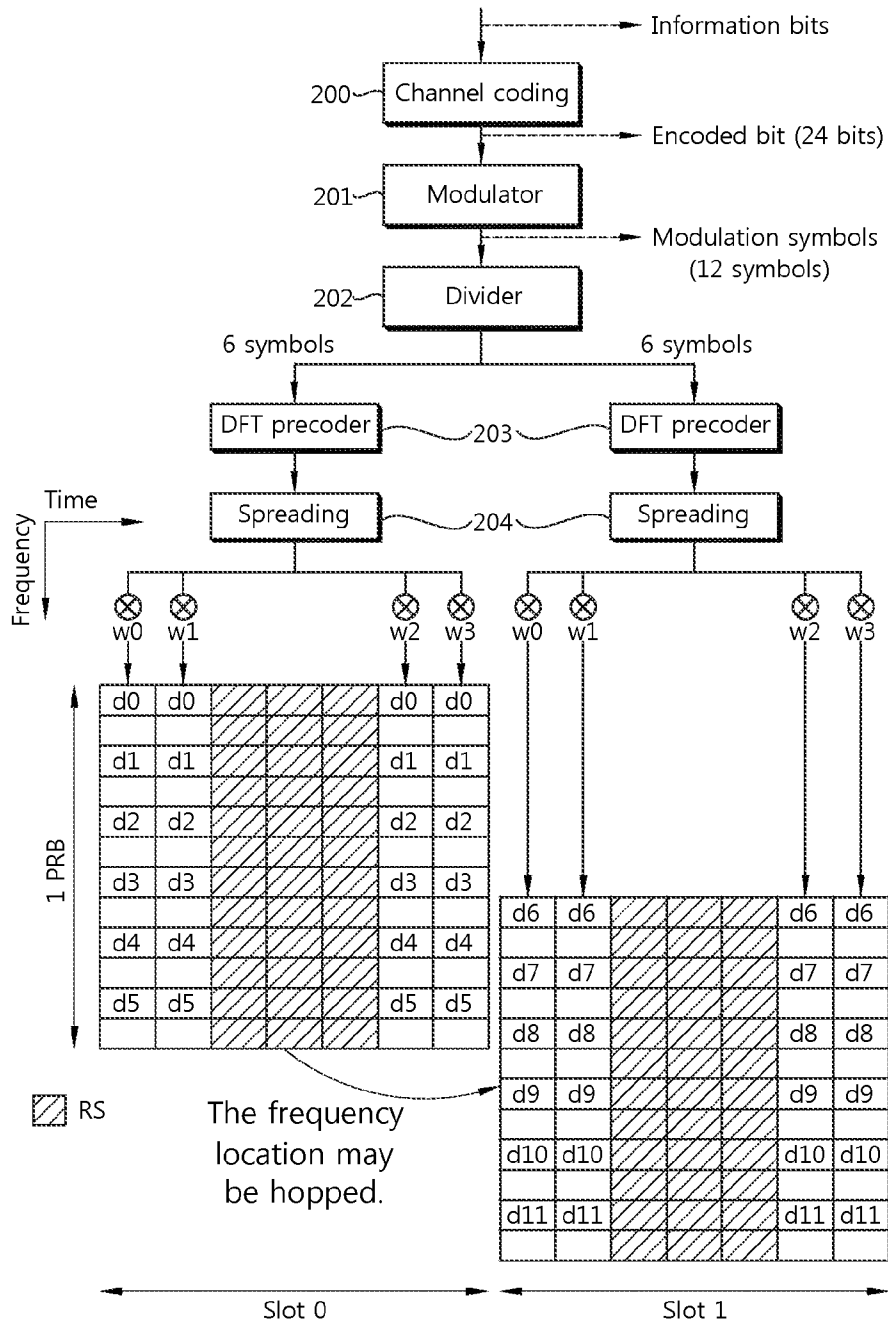 Information bits
200 Channel coding
Encoded bit (24 bits)
201 Modulator
Modulation symbols
(12 symbols)
202 Divider
6 symbols 6 symbols
DFT precoder 203 DFT precoder
Time
Spreading 204 Spreading
Frequency
w0 w1 w2 w3 w0 w1 w2 w3
d0 d0 d0 d0
d1 d1 d1 d1
d2 d2 d2 d2
1 PRB
d3 d3 d3 d3
d6 d6 d6 d6
d4 d4 d4 d4
d7 d7 d7 d7
d5 d5 d5 d5
d8 d8 d8 d8
RS
The frequency
location may
be hopped.
d9 d9 d9 d9
d10 d10 d10 d10
d11 d11 d11 d11
Slot 0 Slot 1